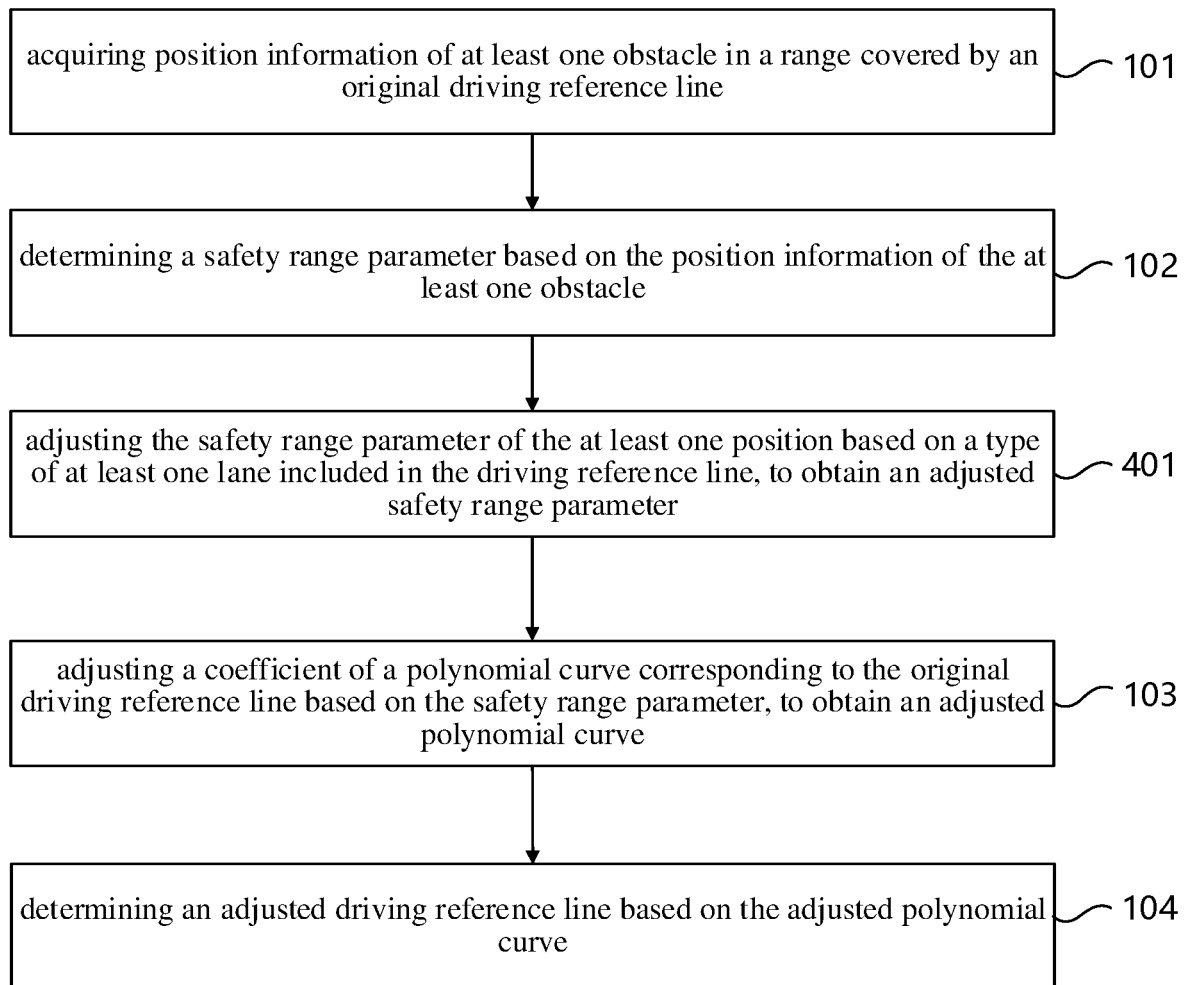 acquiring position information of at least one obstacle in a range covered by an
original driving reference line
101
determining a safety range parameter based on the position information of the at
least one obstacle
102
adjusting the safety range parameter of the at least one position based on a type
of at least one lane included in the driving reference line, to obtain an adjusted
safety range parameter
401
adjusting a coefficient of a polynomial curve corresponding to the original
driving reference line based on the safety range parameter, to obtain an adjusted
polynomial curve
103
determining an adjusted driving reference line based on the adjusted polynomial
curve
104